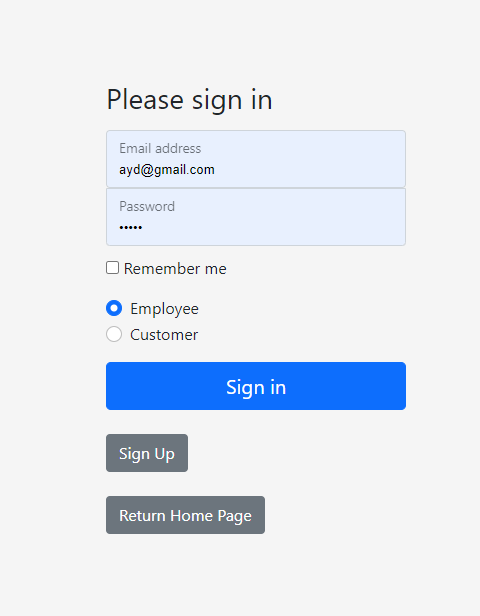 Please sign in
Email address
ayd@gmail.com
Password
•••••
Remember me
Employee
Customer
Sign in
Sign Up
Return Home Page